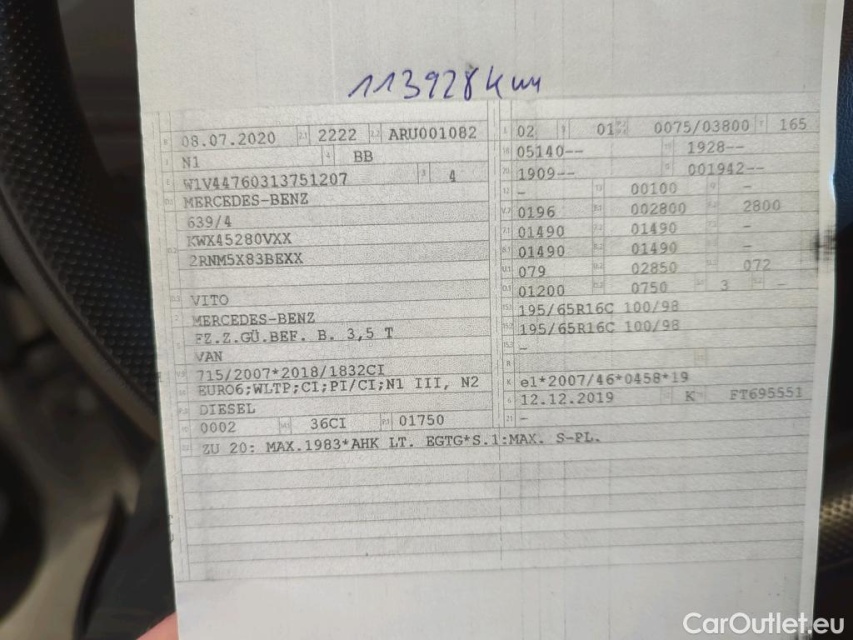 113928 km
08.07.2020 2222 ARU001082
N1 BB
W1V44760313751207 4
MERCEDES-BENZ
639/4
KWX45280VXX
2RNM5X83BEXX
VITO
MERCEDES-BENZ
FZ.Z.GÜ.BEF. B. 3,5 T
VAN
715/2007*2018/1832CI
EURO6;WLTP;CI;PI/CI;N1 III, N2
DIESEL
0002 36CI 01750
02 01 0075/03800 165
05140-- 1928--
1909-- 001942--
- 00100 -
0196 002800 2800
01490 01490 -
01490 01490 -
079 02850 072
01200 0750 3 -
195/65R16C 100/98
195/65R16C 100/98
-
e1*2007/46*0458*19
12.12.2019 K FT695551
-
ZU 20: MAX.1983*AHK LT. EGTG*S.1:MAX. S-PL.
CarOutlet.eu